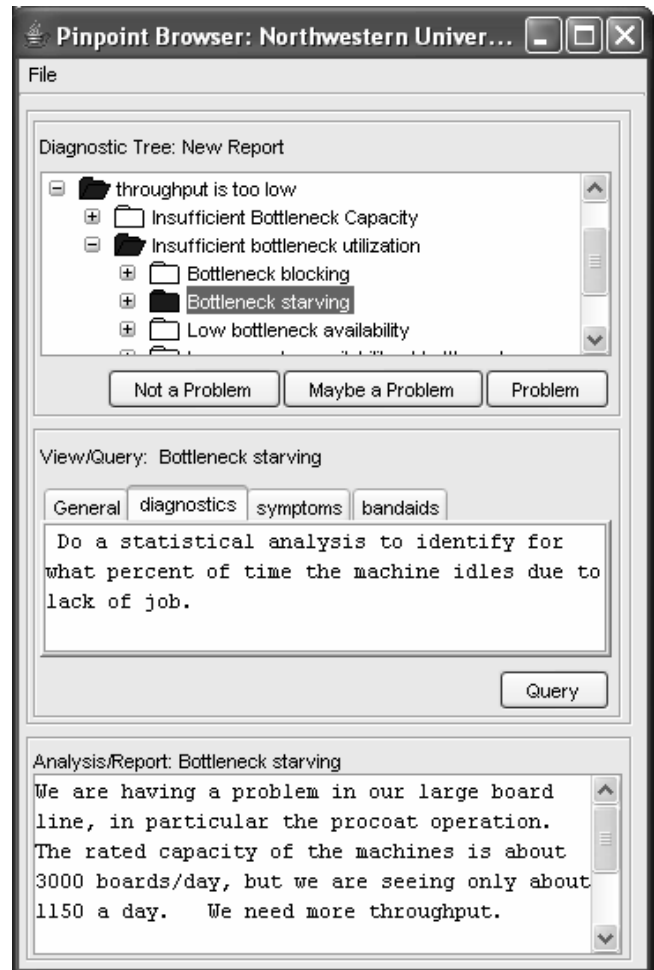 Pinpoint Browser: Northwestern Univer...
File
Diagnostic Tree: New Report
throughput is too low
Insufficient Bottleneck Capacity
Insufficient bottleneck utilization
Bottleneck blocking
Bottleneck starving
Low bottleneck availability
Not a Problem Maybe a Problem Problem
View/Query: Bottleneck starving
General diagnostics symptoms bandaids
Do a statistical analysis to identify for
what percent of time the machine idles due to
lack of job.
Query
Analysis/Report: Bottleneck starving
We are having a problem in our large board
line, in particular the procoat operation.
The rated capacity of the machines is about
3000 boards/day, but we are seeing only about
1150 a day. We need more throughput.